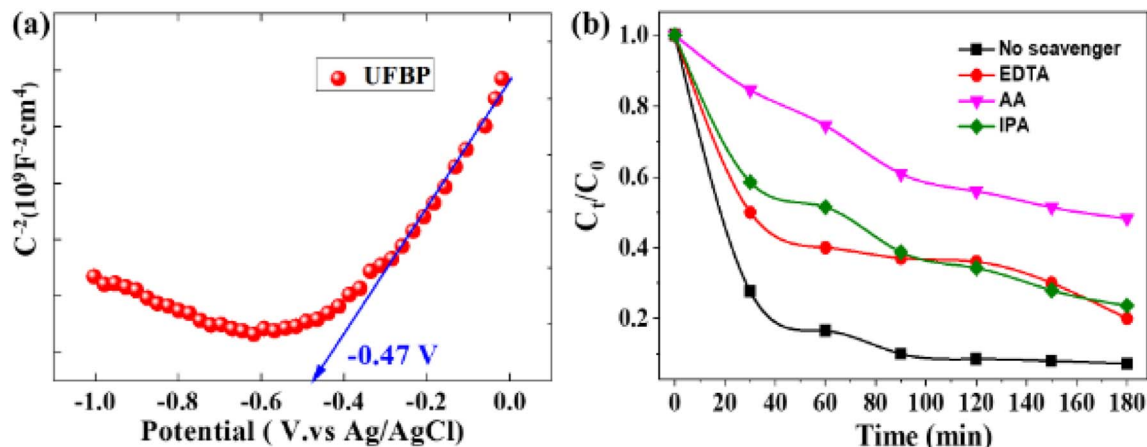 (a)
UFBP
-0.47 V
C⁻²(10⁹F⁻²cm⁴)
-1.0 -0.8 -0.6 -0.4 -0.2 0.0
Potential ( V.vs Ag/AgCl)
(b)
No scavenger
EDTA
AA
IPA
Cₜ/C₀
1.0
0.8
0.6
0.4
0.2
0 20 40 60 80 100 120 140 160 180
Time (min)